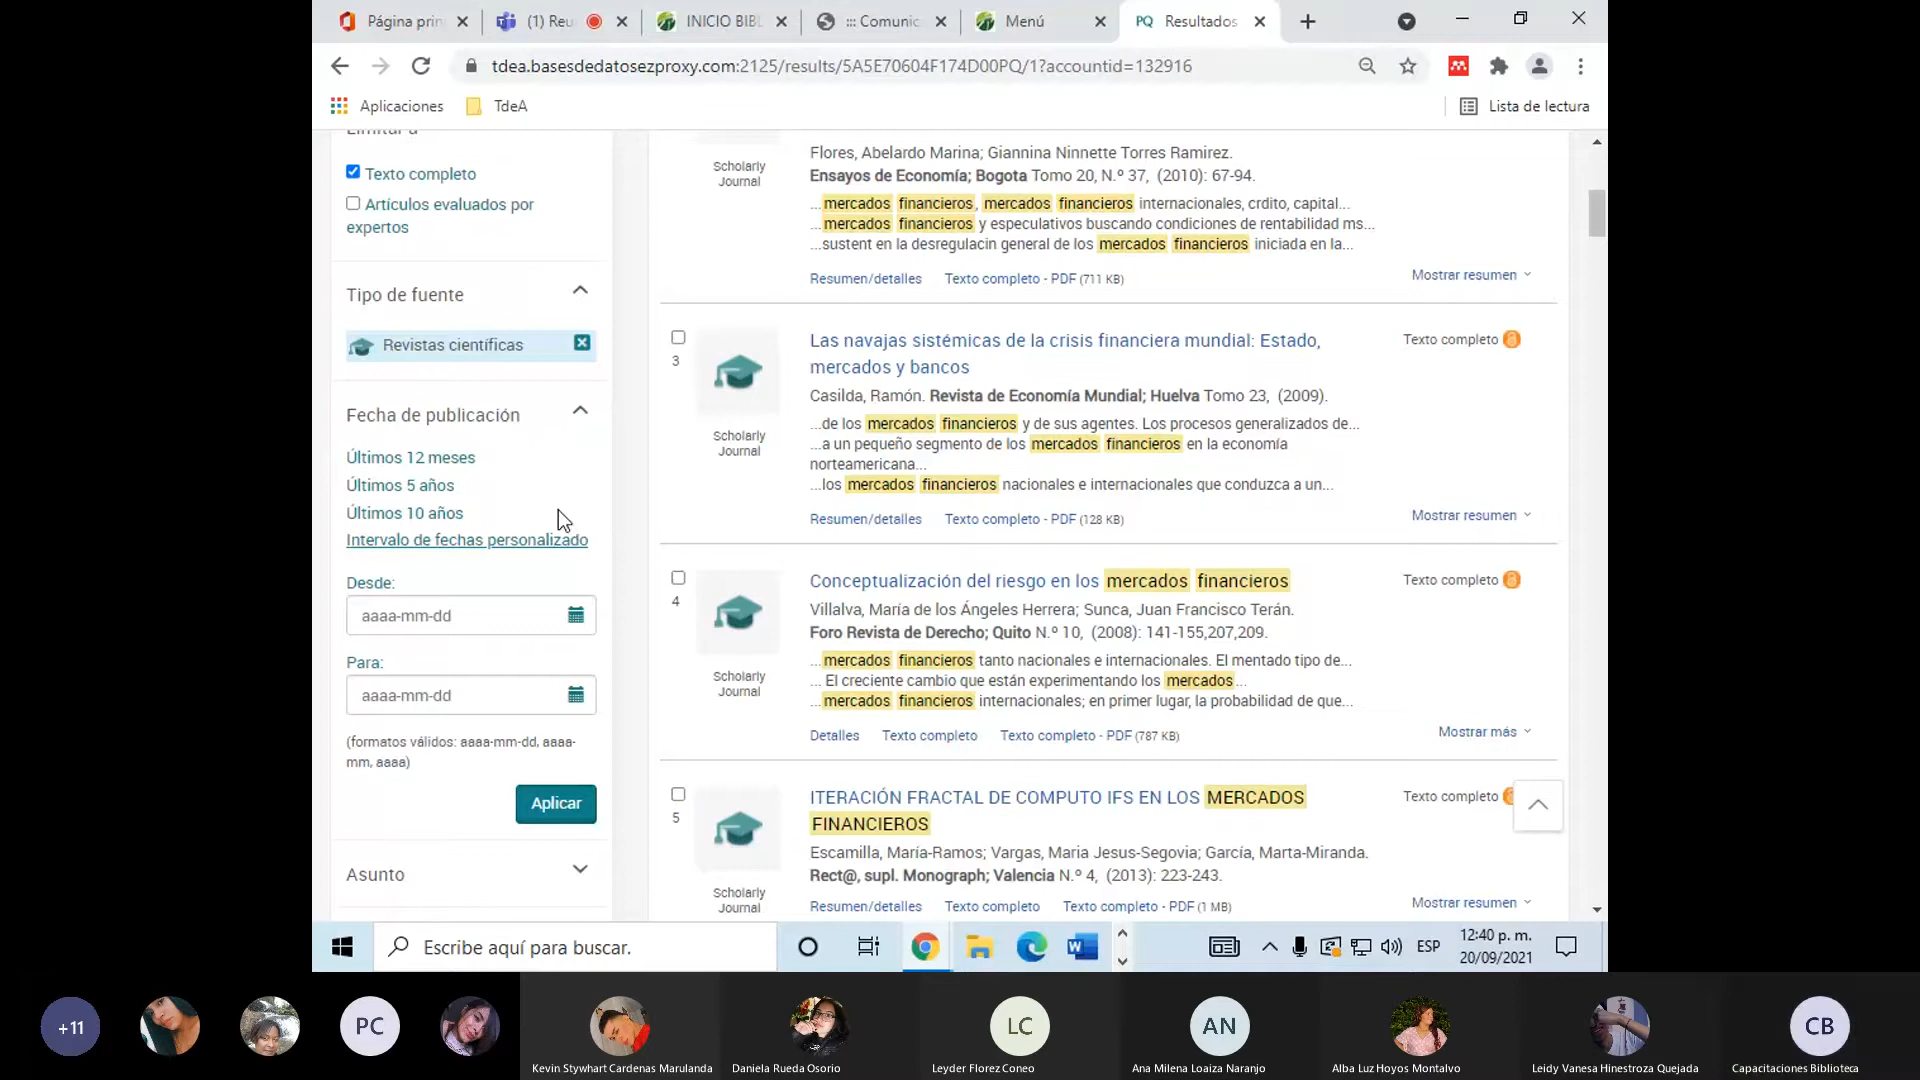 Página prin
(1) Reu
INICIO BIBL
::: Comunic
Menú
PQ Resultados
tdea.basesdedatosezproxy.com:2125/results/5A5E70604F174D00PQ/1?accountid=132916
Aplicaciones
TdeA
Lista de lectura
Limitar a
Texto completo
Artículos evaluados por
expertos
Tipo de fuente
Revistas científicas
Fecha de publicación
Últimos 12 meses
Últimos 5 años
Últimos 10 años
Intervalo de fechas personalizado
Desde:
aaaa-mm-dd
Para:
aaaa-mm-dd
(formatos válidos: aaaa-mm-dd, aaaa-
mm, aaaa)
Aplicar
Asunto
Scholarly
Journal
Flores, Abelardo Marina; Giannina Ninnette Torres Ramirez.
Ensayos de Economía; Bogota Tomo 20, N.º 37, (2010): 67-94.
...mercados financieros, mercados financieros internacionales, crdito, capital...
...mercados financieros y especulativos buscando condiciones de rentabilidad ms...
...sustent en la desregulacin general de los mercados financieros iniciada en la...
Resumen/detalles Texto completo - PDF (711 KB)
Mostrar resumen
3
Scholarly
Journal
Las navajas sistémicas de la crisis financiera mundial: Estado,
mercados y bancos
Texto completo
Casilda, Ramón. Revista de Economía Mundial; Huelva Tomo 23, (2009).
...de los mercados financieros y de sus agentes. Los procesos generalizados de...
...a un pequeño segmento de los mercados financieros en la economía
norteamericana...
...los mercados financieros nacionales e internacionales que conduzca a un...
Resumen/detalles Texto completo - PDF (128 KB)
Mostrar resumen
4
Scholarly
Journal
Conceptualización del riesgo en los mercados financieros
Texto completo
Villalva, María de los Ángeles Herrera; Sunca, Juan Francisco Terán.
Foro Revista de Derecho; Quito N.º 10, (2008): 141-155,207,209.
...mercados financieros tanto nacionales e internacionales. El mentado tipo de...
... El creciente cambio que están experimentando los mercados...
...mercados financieros internacionales; en primer lugar, la probabilidad de que...
Detalles Texto completo Texto completo - PDF (787 KB)
Mostrar más
5
Scholarly
Journal
ITERACIÓN FRACTAL DE COMPUTO IFS EN LOS MERCADOS
FINANCIEROS
Texto completo
Escamilla, María-Ramos; Vargas, Maria Jesus-Segovia; García, Marta-Miranda.
Rect@, supl. Monograph; Valencia N.º 4, (2013): 223-243.
Resumen/detalles Texto completo Texto completo - PDF (1 MB)
Mostrar resumen
Escribe aquí para buscar.
ESP
12:40 p. m.
20/09/2021
+11
PC
Kevin Stywhart Cardenas Marulanda
Daniela Rueda Osorio
LC
Leyder Florez Coneo
AN
Ana Milena Loaiza Naranjo
Alba Luz Hoyos Montalvo
Leidy Vanesa Hinestroza Quejada
CB
Capacitaciones Biblioteca